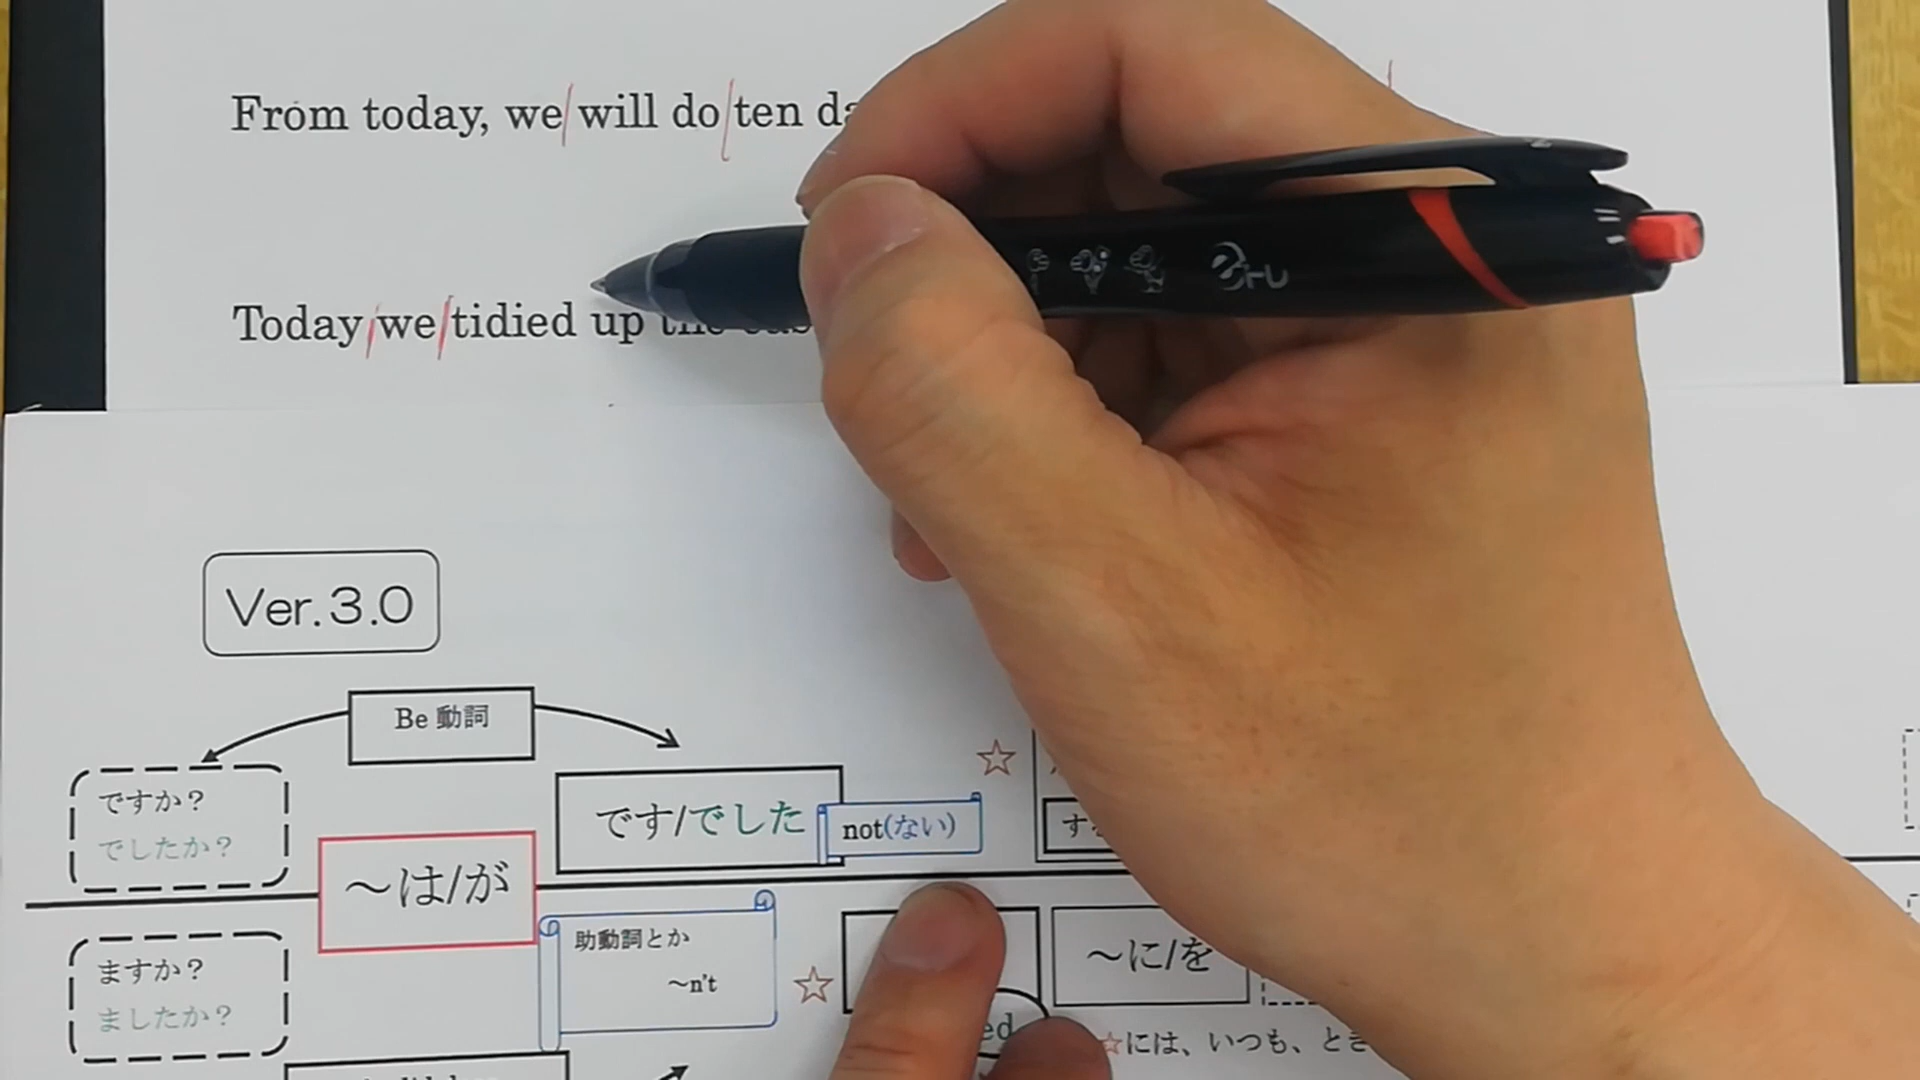 From today, we will do ten
Today we tidied up the
Ver.3.0
Be 動詞
ですか?
でしたか?
です/でした
not(ない)
～は/が
ますか?
ましたか?
助動詞とか
～n't
～に/を
☆には、いつも、とき